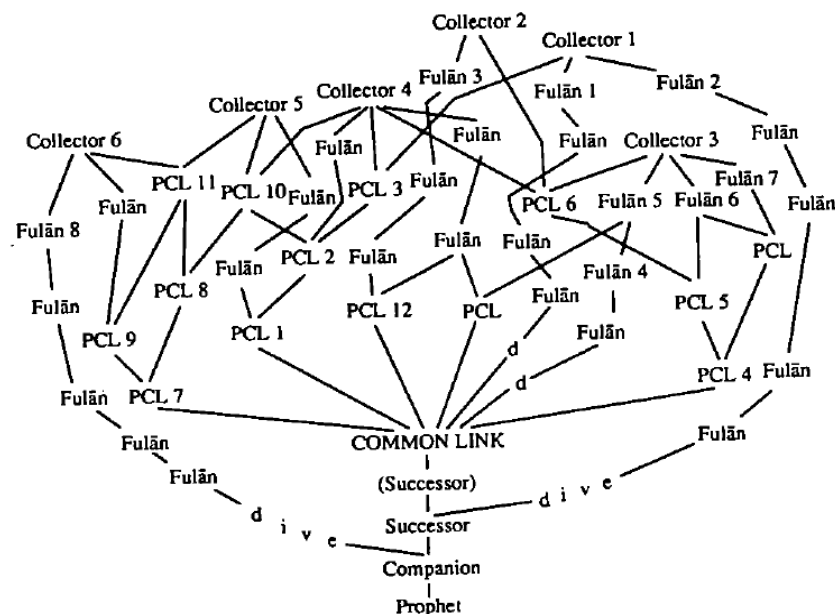 Collector 2
Collector 1
Fulān 3
Fulān 2
Collector 4
Fulān 1
Collector 5
Fulān
Fulān
Collector 6
Fulān
Fulān
Collector 3
PCL 11
PCL 10
Fulān
PCL 3
Fulān
Fulān 7
Fulān
PCL 6
Fulān 5
Fulān 6
Fulān
Fulān 8
Fulān
Fulān
PCL
Fulān
PCL 2
Fulān
Fulān 4
PCL 8
Fulān
PCL 12
PCL
Fulān
PCL 5
PCL 9
PCL 1
Fulān
d
d
PCL 7
PCL 4
Fulān
Fulān
Fulān
COMMON LINK
Fulān
Fulān
(Successor)
dive
dive
Successor
Companion
Prophet